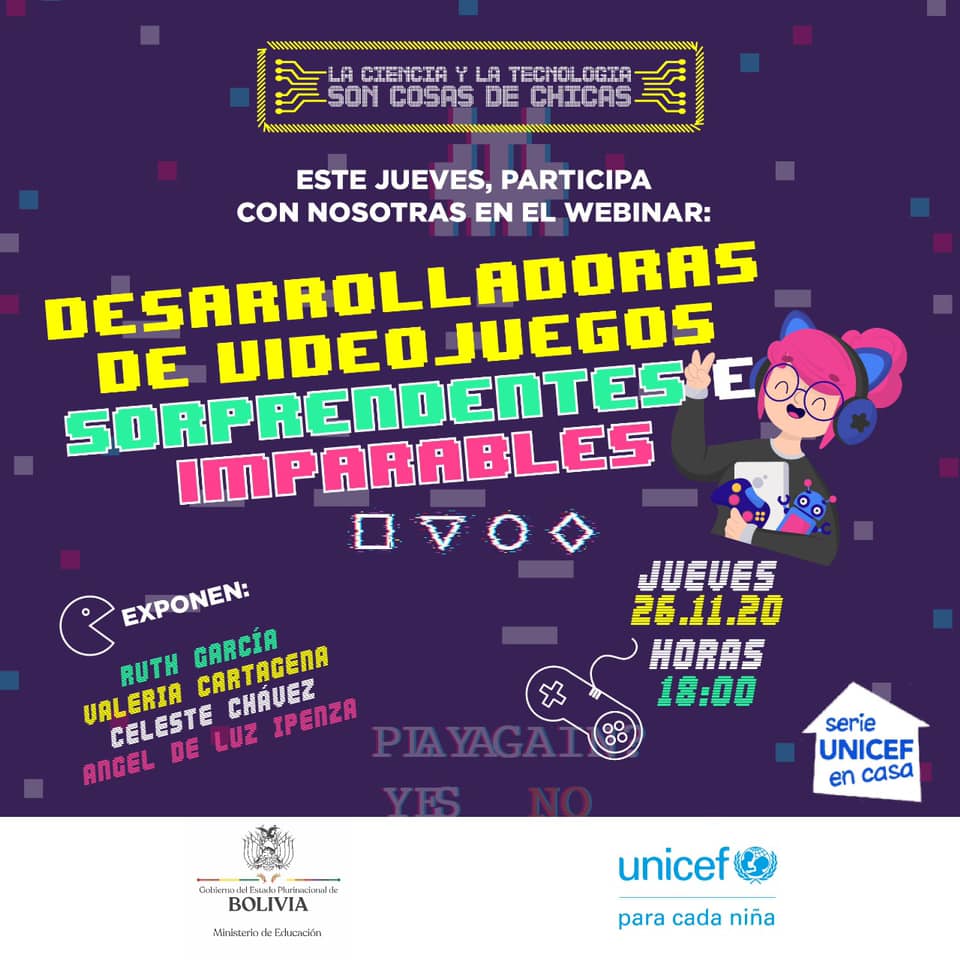 LA CIENCIA Y LA TECNOLOGIA
SON COSAS DE CHICAS
ESTE JUEVES, PARTICIPA
CON NOSOTRAS EN EL WEBINAR:
DESARROLLADORAS
DE VIDEOJUEGOS
SORPRENDENTES E
IMPARABLES
EXPONEN:
RUTH GARCÍA
VALERIA CARTAGENA
CELESTE CHÁVEZ
ANGEL DE LUZ IPENZA
JUEVES
26.11.20
HORAS
18:00
serie
UNICEF
en casa
YES NO
Gobierno del Estado Plurinacional de
BOLIVIA
Ministerio de Educación
unicef
para cada niña